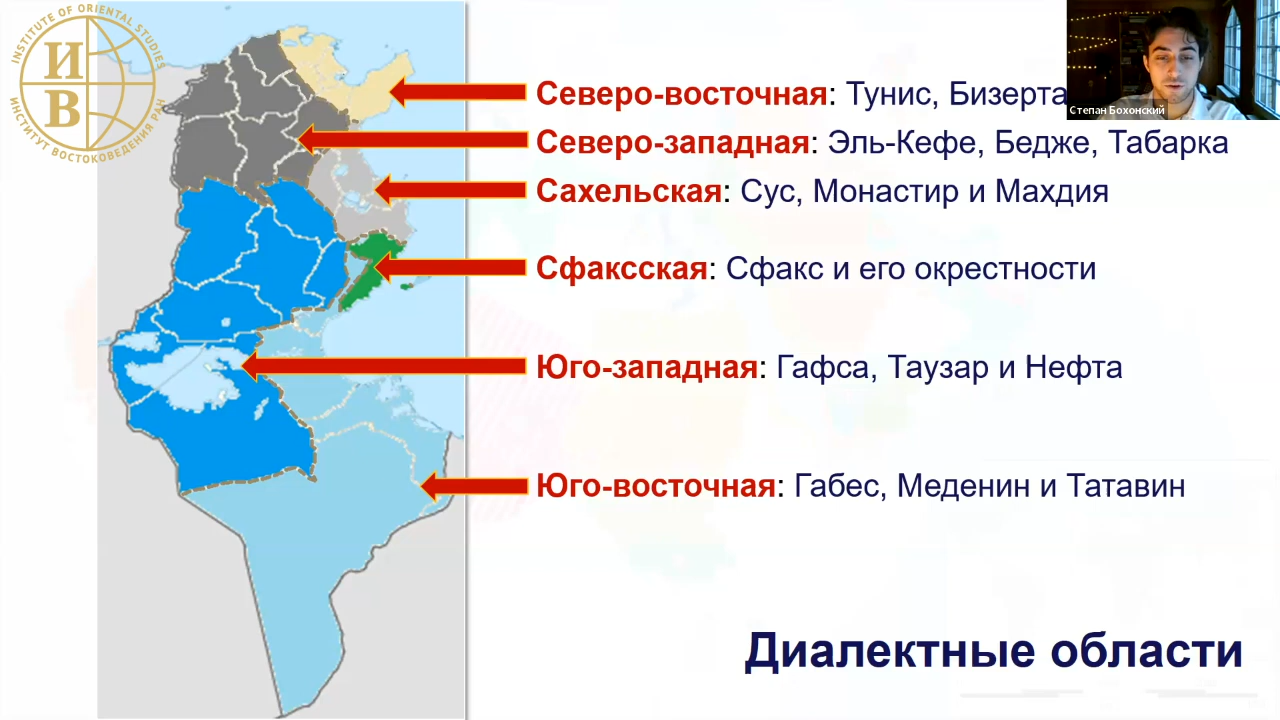 INSTITUTE OF ORIENTAL STUDIES
ИВ
ИНСТИТУТ ВОСТОКОВЕДЕНИЯ РАН
Степан Бохонский
Северо-восточная: Тунис, Бизерта
Северо-западная: Эль-Кефе, Бедже, Табарка
Сахельская: Сус, Монастир и Махдия
Сфаксская: Сфакс и его окрестности
Юго-западная: Гафса, Таузар и Нефта
Юго-восточная: Габес, Меденин и Татавин
Диалектные области